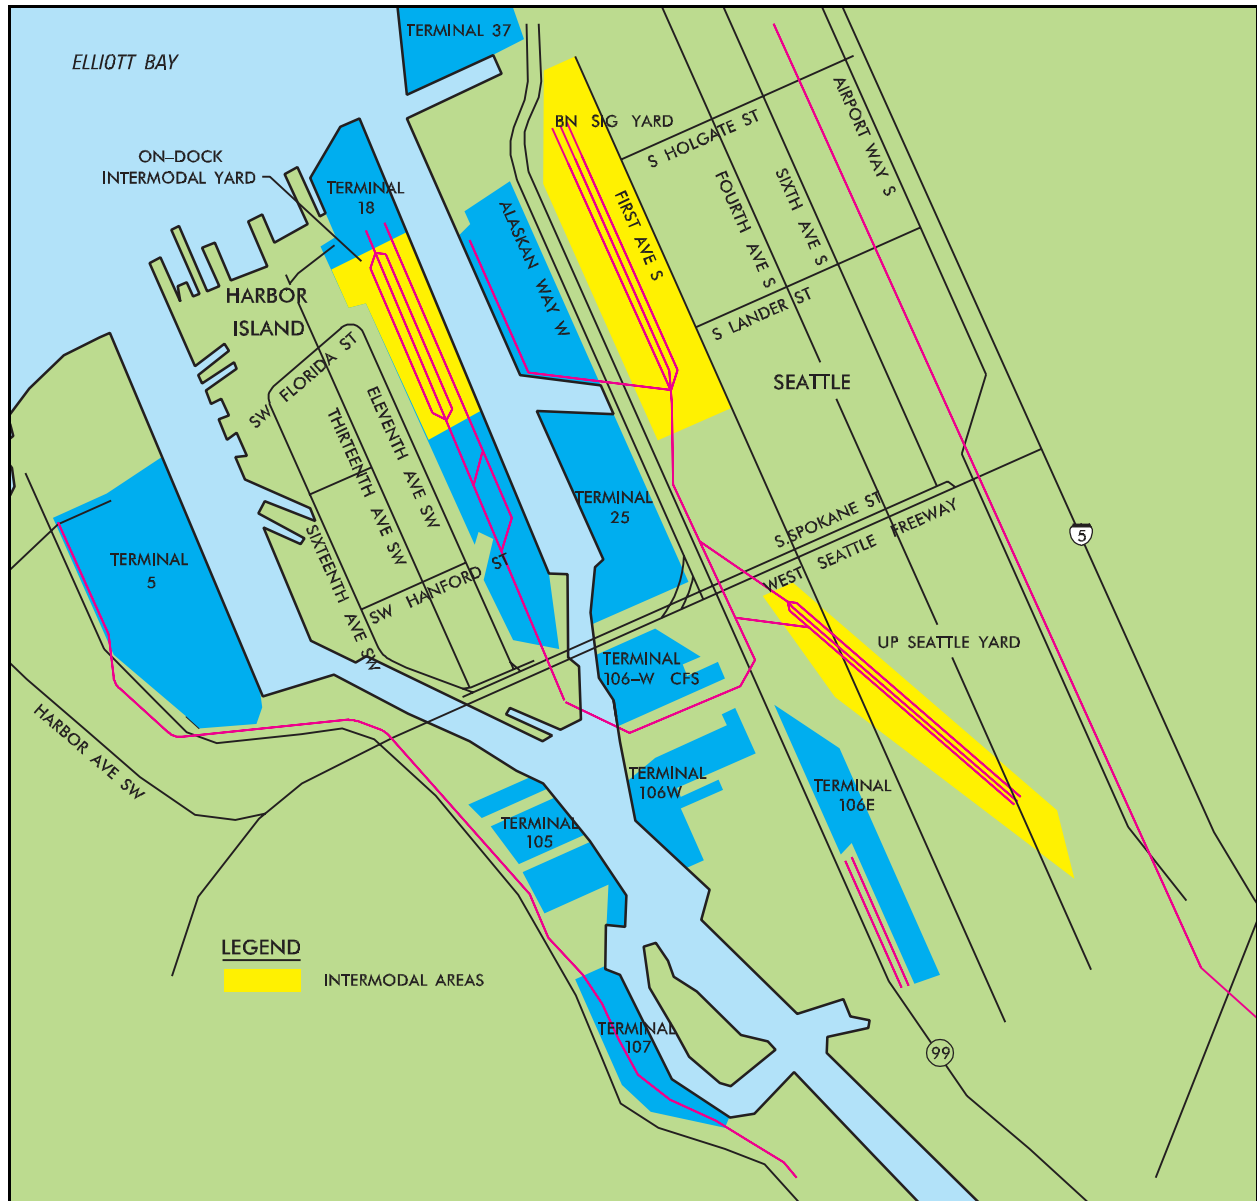 TERMINAL 37
ELLIOTT BAY
BN SIG YARD
S HOLGATE ST
AIRPORT WAY S
ON–DOCK
INTERMODAL YARD
TERMINAL
18
ALASKAN WAY W
FIRST AVE S
FOURTH AVE S
SIXTH AVE S
HARBOR
ISLAND
S LANDER ST
SW FLORIDA ST
SEATTLE
ELEVENTH AVE SW
THIRTEENTH AVE SW
SIXTEENTH AVE SW
SW HANFORD ST
TERMINAL
25
S.SPOKANE ST
WEST SEATTLE FREEWAY
5
TERMINAL
5
UP SEATTLE YARD
TERMINAL
106–W CFS
HARBOR AVE SW
TERMINAL
106W
TERMINAL
106E
TERMINAL
105
LEGEND
INTERMODAL AREAS
TERMINAL
107
99